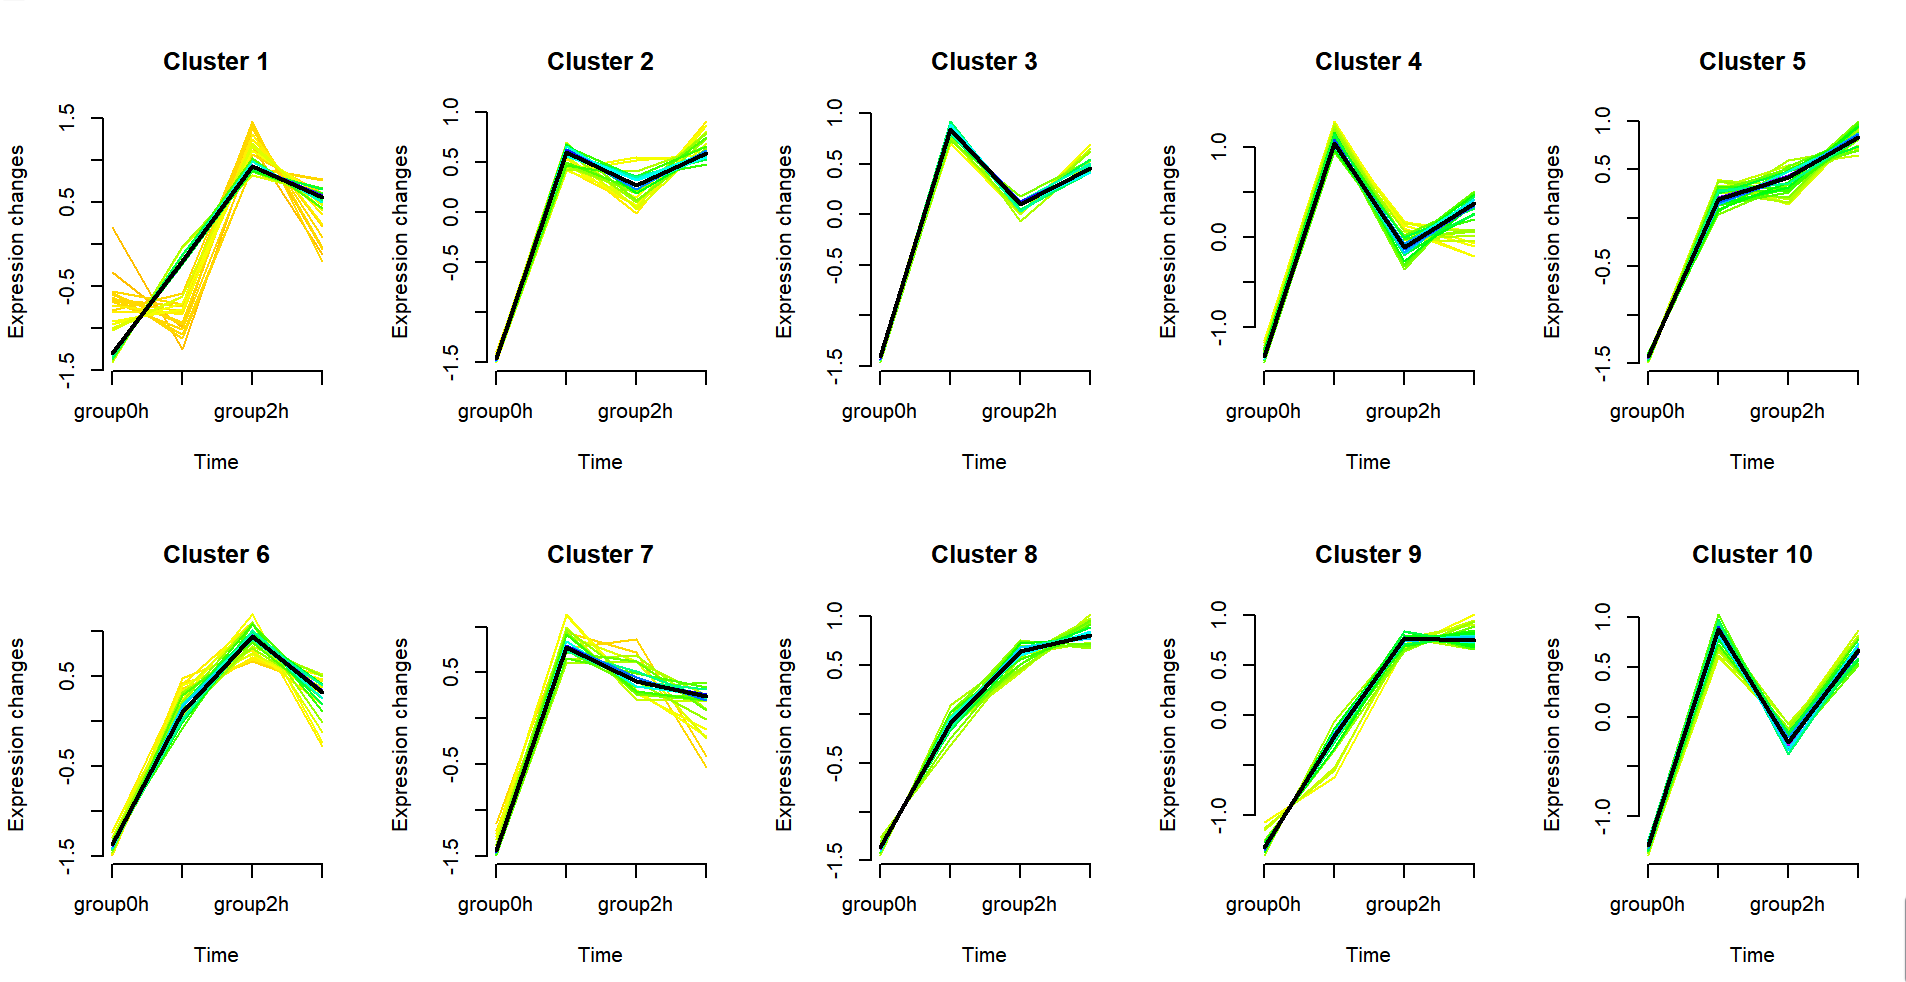 Cluster 1
Expression changes
1.5
0.5
-0.5
-1.5
group0h
group2h
Time
Cluster 2
Expression changes
1.0
0.5
0.0
-0.5
-1.5
group0h
group2h
Time
Cluster 3
Expression changes
1.0
0.5
-0.5
-1.5
group0h
group2h
Time
Cluster 4
Expression changes
1.0
0.0
-1.0
group0h
group2h
Time
Cluster 5
Expression changes
1.0
0.5
-0.5
-1.5
group0h
group2h
Time
Cluster 6
Expression changes
0.5
-0.5
-1.5
group0h
group2h
Time
Cluster 7
Expression changes
0.5
-0.5
-1.5
group0h
group2h
Time
Cluster 8
Expression changes
1.0
0.5
-0.5
-1.5
group0h
group2h
Time
Cluster 9
Expression changes
1.0
0.5
0.0
-1.0
group0h
group2h
Time
Cluster 10
Expression changes
1.0
0.5
0.0
-1.0
group0h
group2h
Time